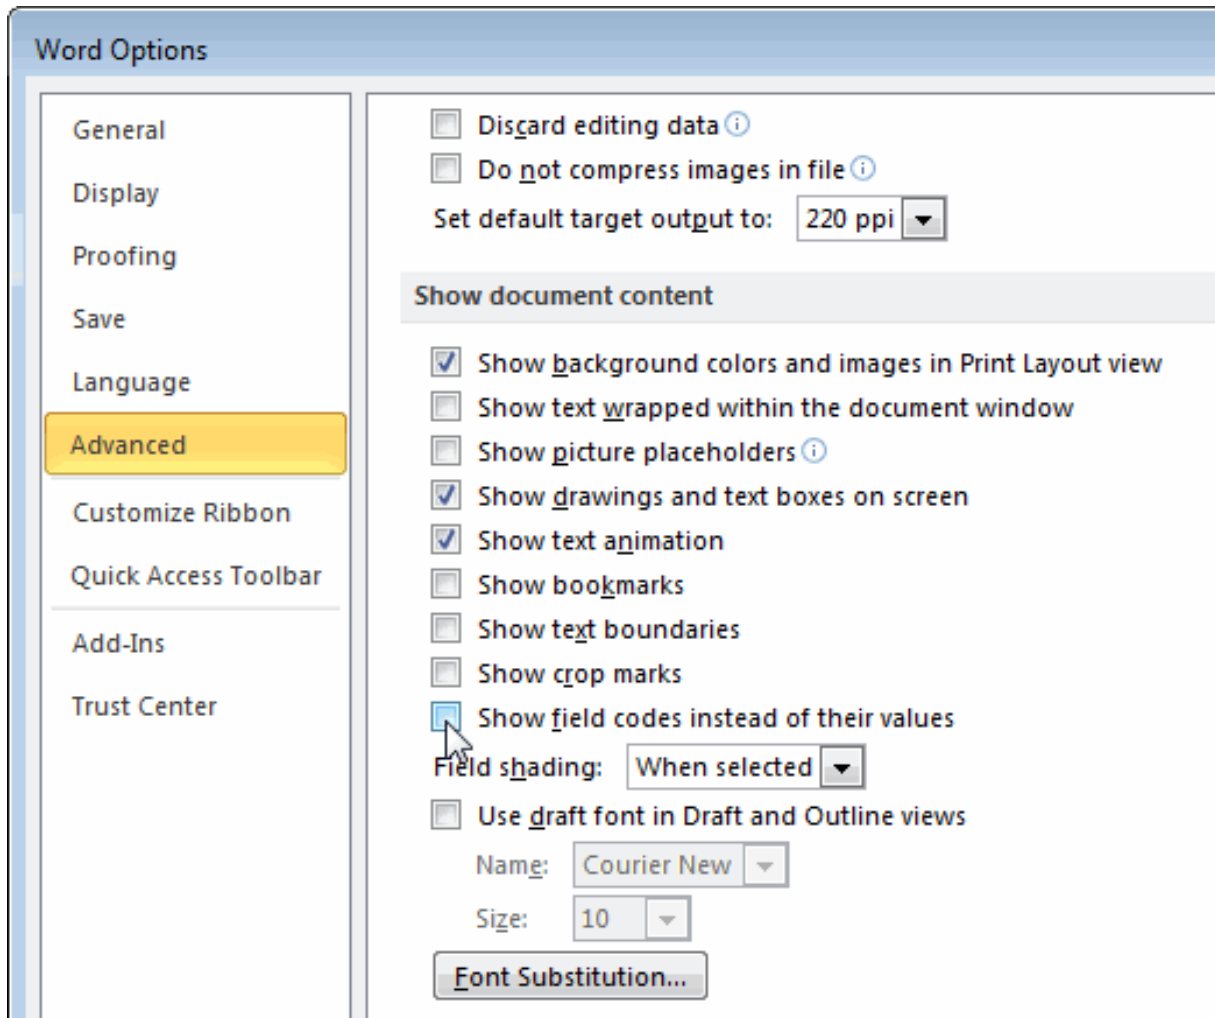 Word Options
General
Display
Proofing
Save
Language
Advanced
Customize Ribbon
Quick Access Toolbar
Add-Ins
Trust Center
Discard editing data
Do not compress images in file
Set default target output to: 220 ppi
Show document content
Show background colors and images in Print Layout view
Show text wrapped within the document window
Show picture placeholders
Show drawings and text boxes on screen
Show text animation
Show bookmarks
Show text boundaries
Show crop marks
Show field codes instead of their values
Field shading: When selected
Use draft font in Draft and Outline views
Name: Courier New
Size: 10
Font Substitution...